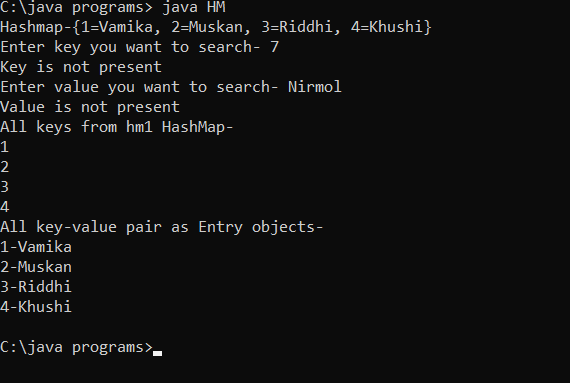 C:\java programs> java HM
Hashmap-{1=Vamika, 2=Muskan, 3=Riddhi, 4=Khushi}
Enter key you want to search- 7
Key is not present
Enter value you want to search- Nirmol
Value is not present
All keys from hm1 HashMap-
1
2
3
4
All key-value pair as Entry objects-
1-Vamika
2-Muskan
3-Riddhi
4-Khushi
C:\java programs>